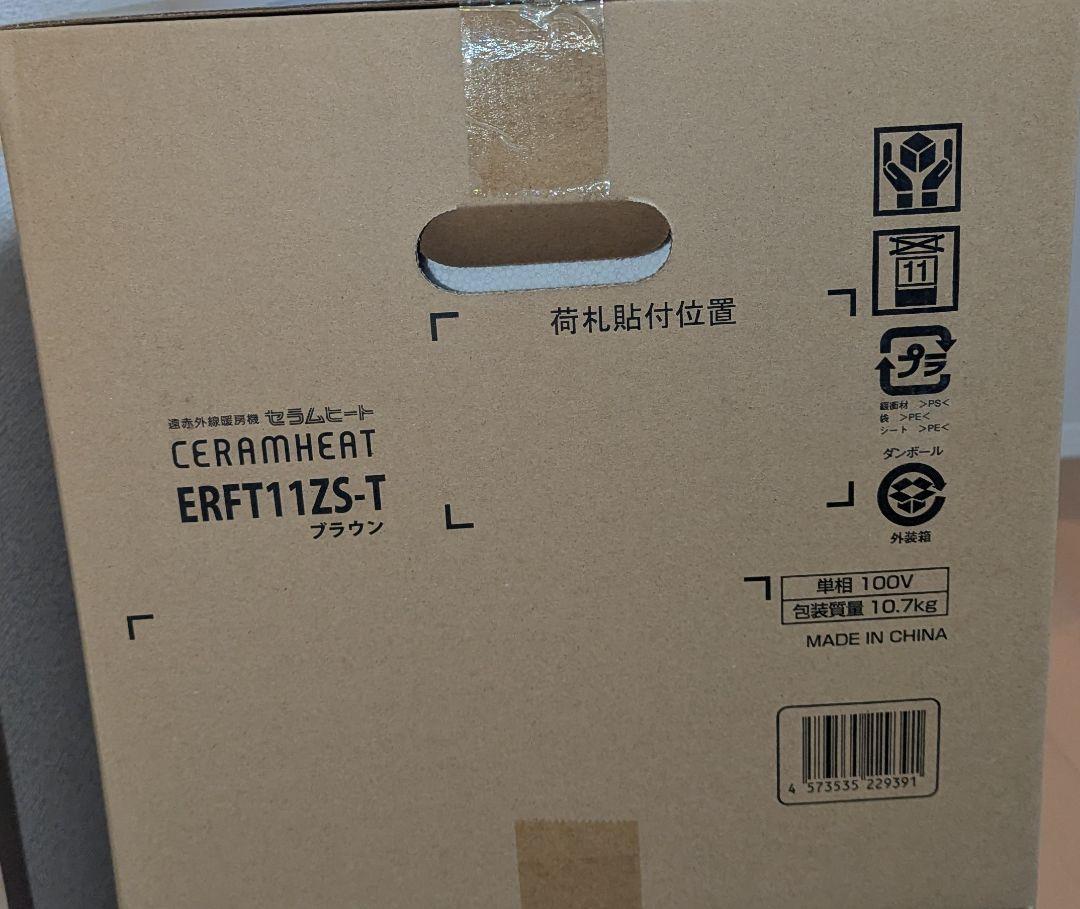 荷札貼付位置
遠赤外線暖房機 セラムヒート
CERAMHEAT
ERFT11ZS-T
ブラウン
11
プラ
緩衝材 >PS<
袋 >PE<
シート >PE<
ダンボール
外装箱
単相 100V
包装質量 10.7kg
MADE IN CHINA
4 573535 229391